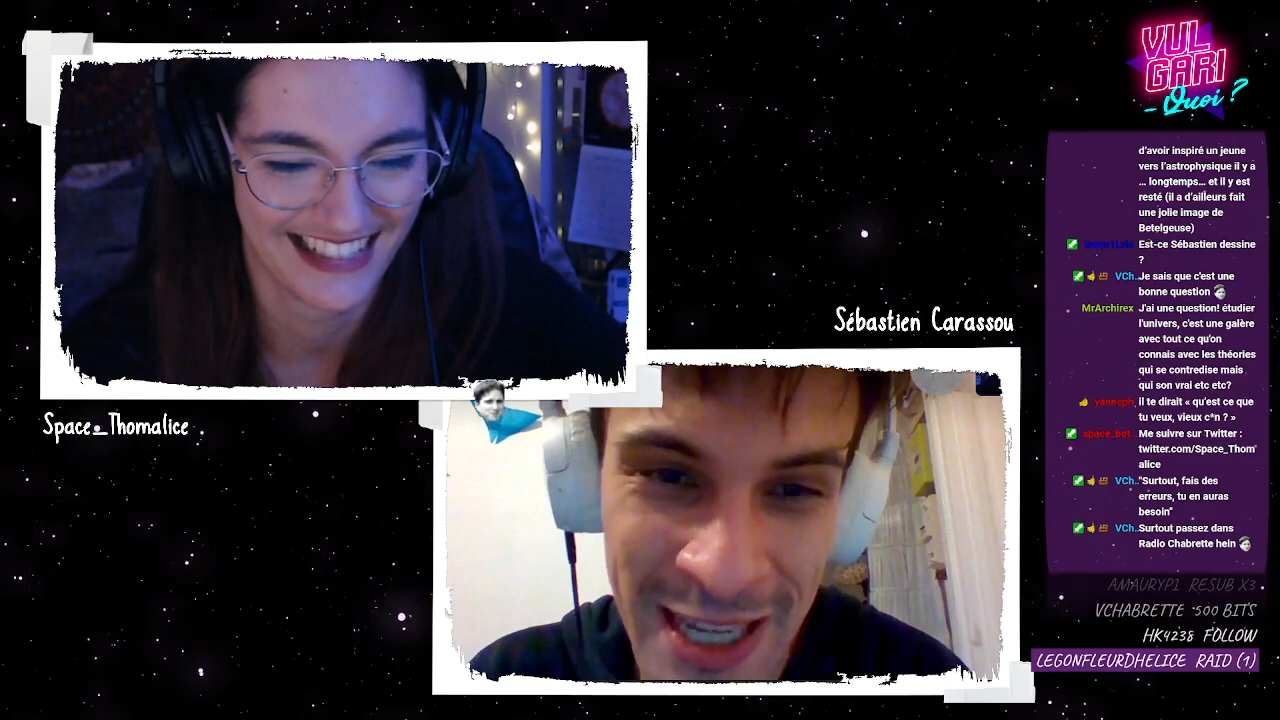 VUL
GARI
- Quoi ?
Space_Thomalice
Sébastien Carassou
d'avoir inspiré un jeune
vers l'astrophysique il y a
... longtemps... et il y est
resté (il a d'ailleurs fait
une jolie image de
Betelgeuse)
Est-ce Sébastien dessine
?
VCh... Je sais que c'est une
bonne question
MrArchirex J'ai une question! étudier
l'univers, c'est une galère
avec tout ce qu'on
connais avec les théories
qui se contredise mais
qui son vrai etc etc?
yanncph... il te dirait « qu'est ce que
tu veux, vieux c*n ? »
space_bot... Me suivre sur Twitter :
twitter.com/Space_Thom
alice
VCh... "Surtout, fais des
erreurs, tu en auras
besoin"
VCh... Surtout passez dans
Radio Chabrette hein
AMAURYP1 RESUB X3
VCHABRETTE 500 BITS
HK4238 FOLLOW
LEGONFLEURDHELICE RAID (1)